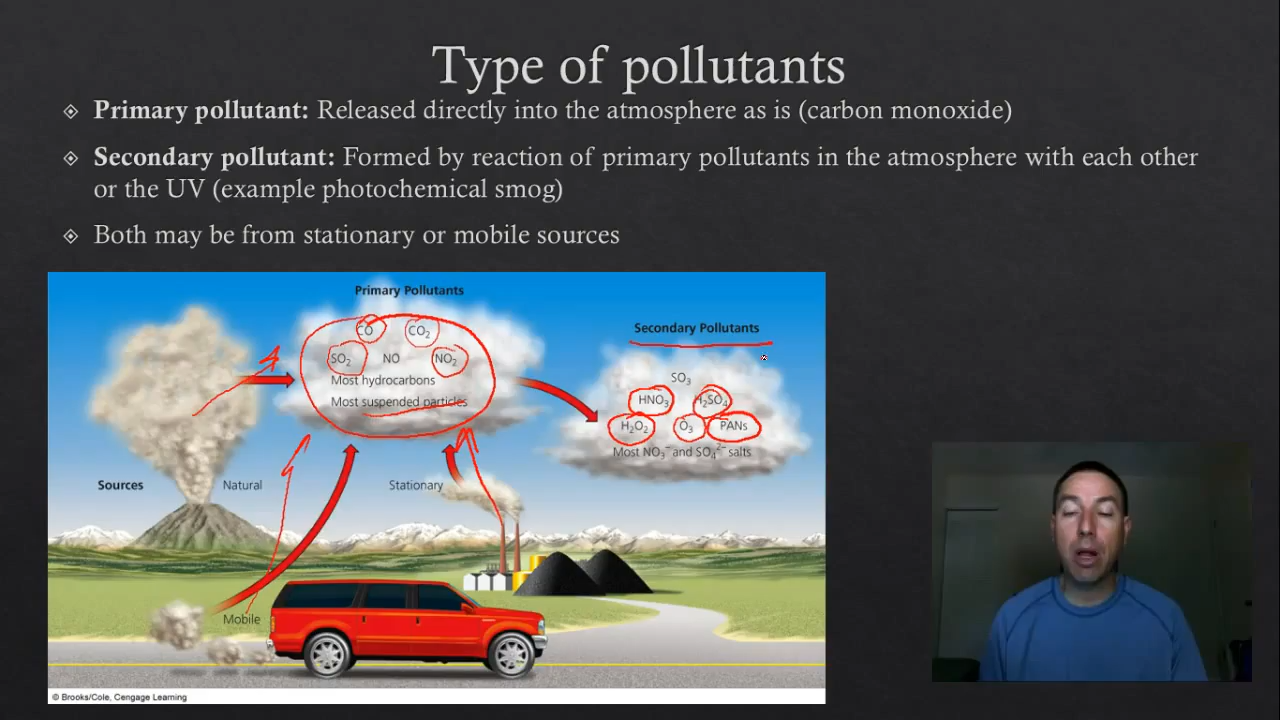 Type of pollutants
Primary pollutant: Released directly into the atmosphere as is (carbon monoxide)
Secondary pollutant: Formed by reaction of primary pollutants in the atmosphere with each other
or the UV (example photochemical smog)
Both may be from stationary or mobile sources
Primary Pollutants
CO CO₂
SO₂ NO NO₂
Most hydrocarbons
Most suspended particles
Secondary Pollutants
SO₃
HNO₃ H₂SO₄
H₂O₂ O₃ PANs
Most NO₃⁻ and SO₄²⁻ salts
Sources Natural Stationary
Mobile
© Brooks/Cole, Cengage Learning